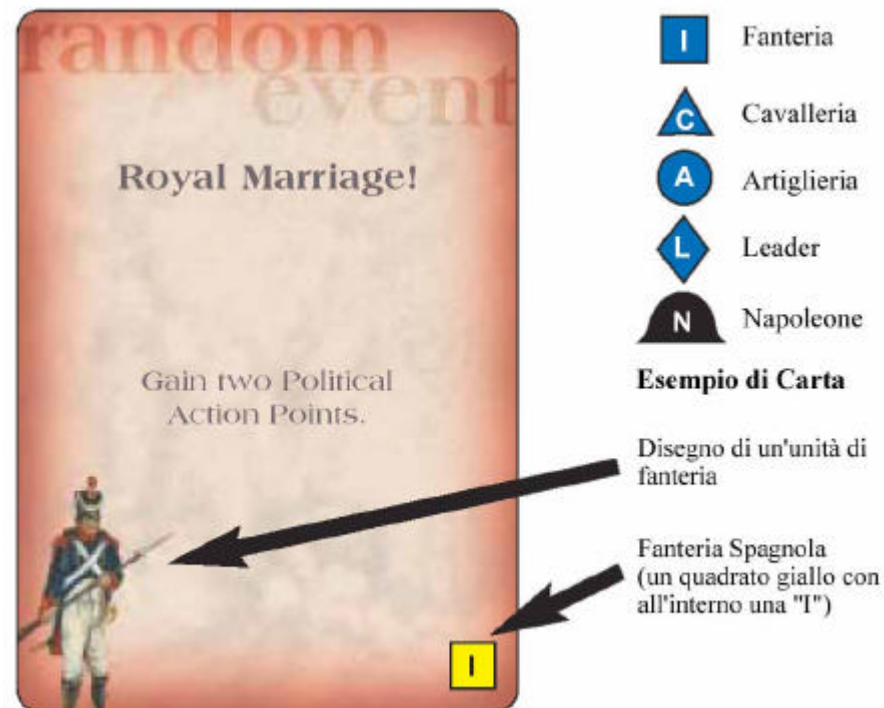 random
event
Royal Marriage!
Gain two Political
Action Points.
I
I Fanteria
C Cavalleria
A Artiglieria
L Leader
N Napoleone
Esempio di Carta
Disegno di un'unità di
fanteria
Fanteria Spagnola
(un quadrato giallo con
all'interno una "I")